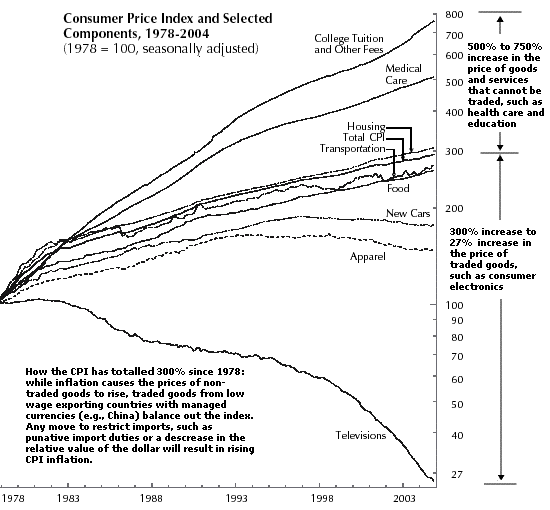 Consumer Price Index and Selected
Components, 1978-2004
(1978 = 100, seasonally adjusted)
College Tuition
and Other Fees
Medical
Care
Housing
Total CPI
Transportation
Food
New Cars
Apparel
Televisions
800
700
600
500
400
300
200
100
90
80
70
60
50
40
27
500% to 750%
increase in the
price of goods
and services
that cannot be
traded, such as
health care and
education
300% increase to
27% increase in
the price of
traded goods,
such as consumer
electronics
How the CPI has totalled 300% since 1978:
while inflation causes the prices of non-
traded goods to rise, traded goods from low
wage exporting countries with managed
currencies (e.g., China) balance out the index.
Any move to restrict imports, such as
punative import duties or a descrease in the
relative value of the dollar will result in rising
CPI inflation.
1978 1983 1988 1993 1998 2003